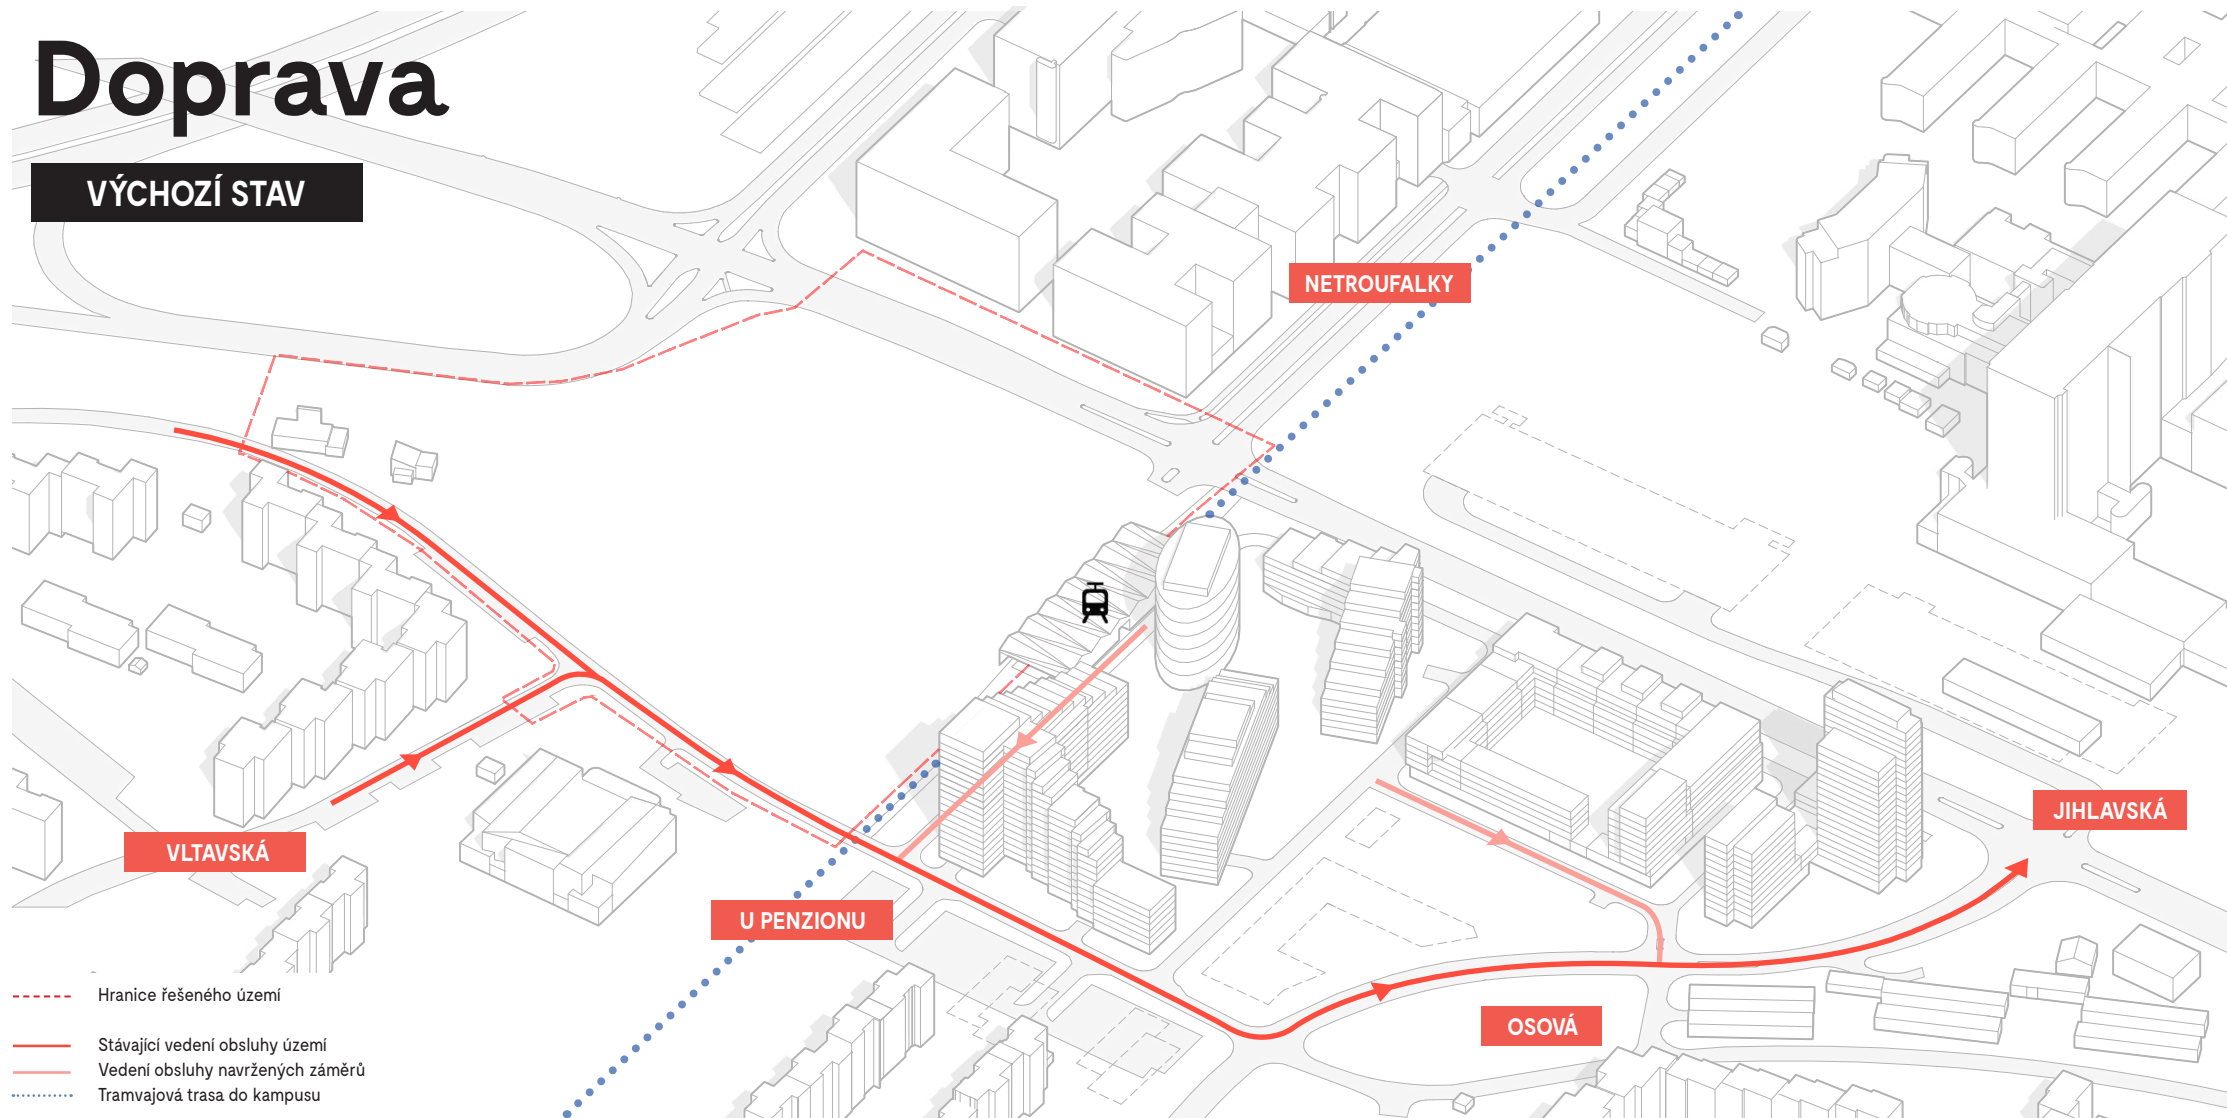 Doprava
VÝCHOZÍ STAV
NETROUFALKY
JIHLAVSKÁ
VLTAVSKÁ
U PENZIONU
OSOVÁ
Hranice řešeného území
Stávající vedení obsluhy území
Vedení obsluhy navržených záměrů
Tramvajová trasa do kampusu